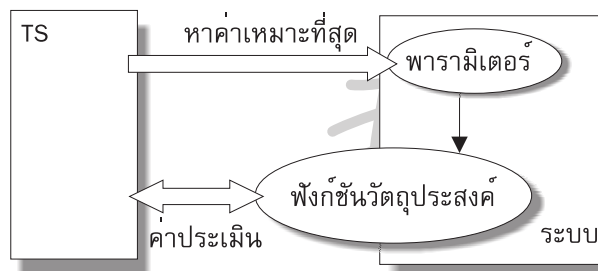 TS
หาค่าเหมาะที่สุด
พารามิเตอร์
ฟังก์ชันวัตถุประสงค์
ค่าประเมิน
ระบบ